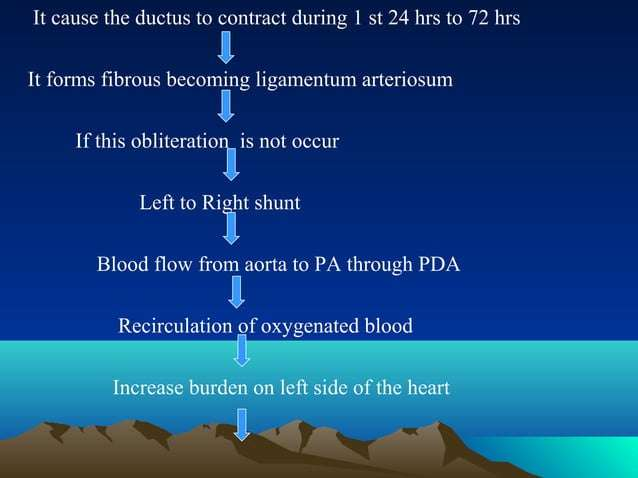 It cause the ductus to contract during 1 st 24 hrs to 72 hrs
It forms fibrous becoming ligamentum arteriosum
If this obliteration is not occur
Left to Right shunt
Blood flow from aorta to PA through PDA
Recirculation of oxygenated blood
Increase burden on left side of the heart